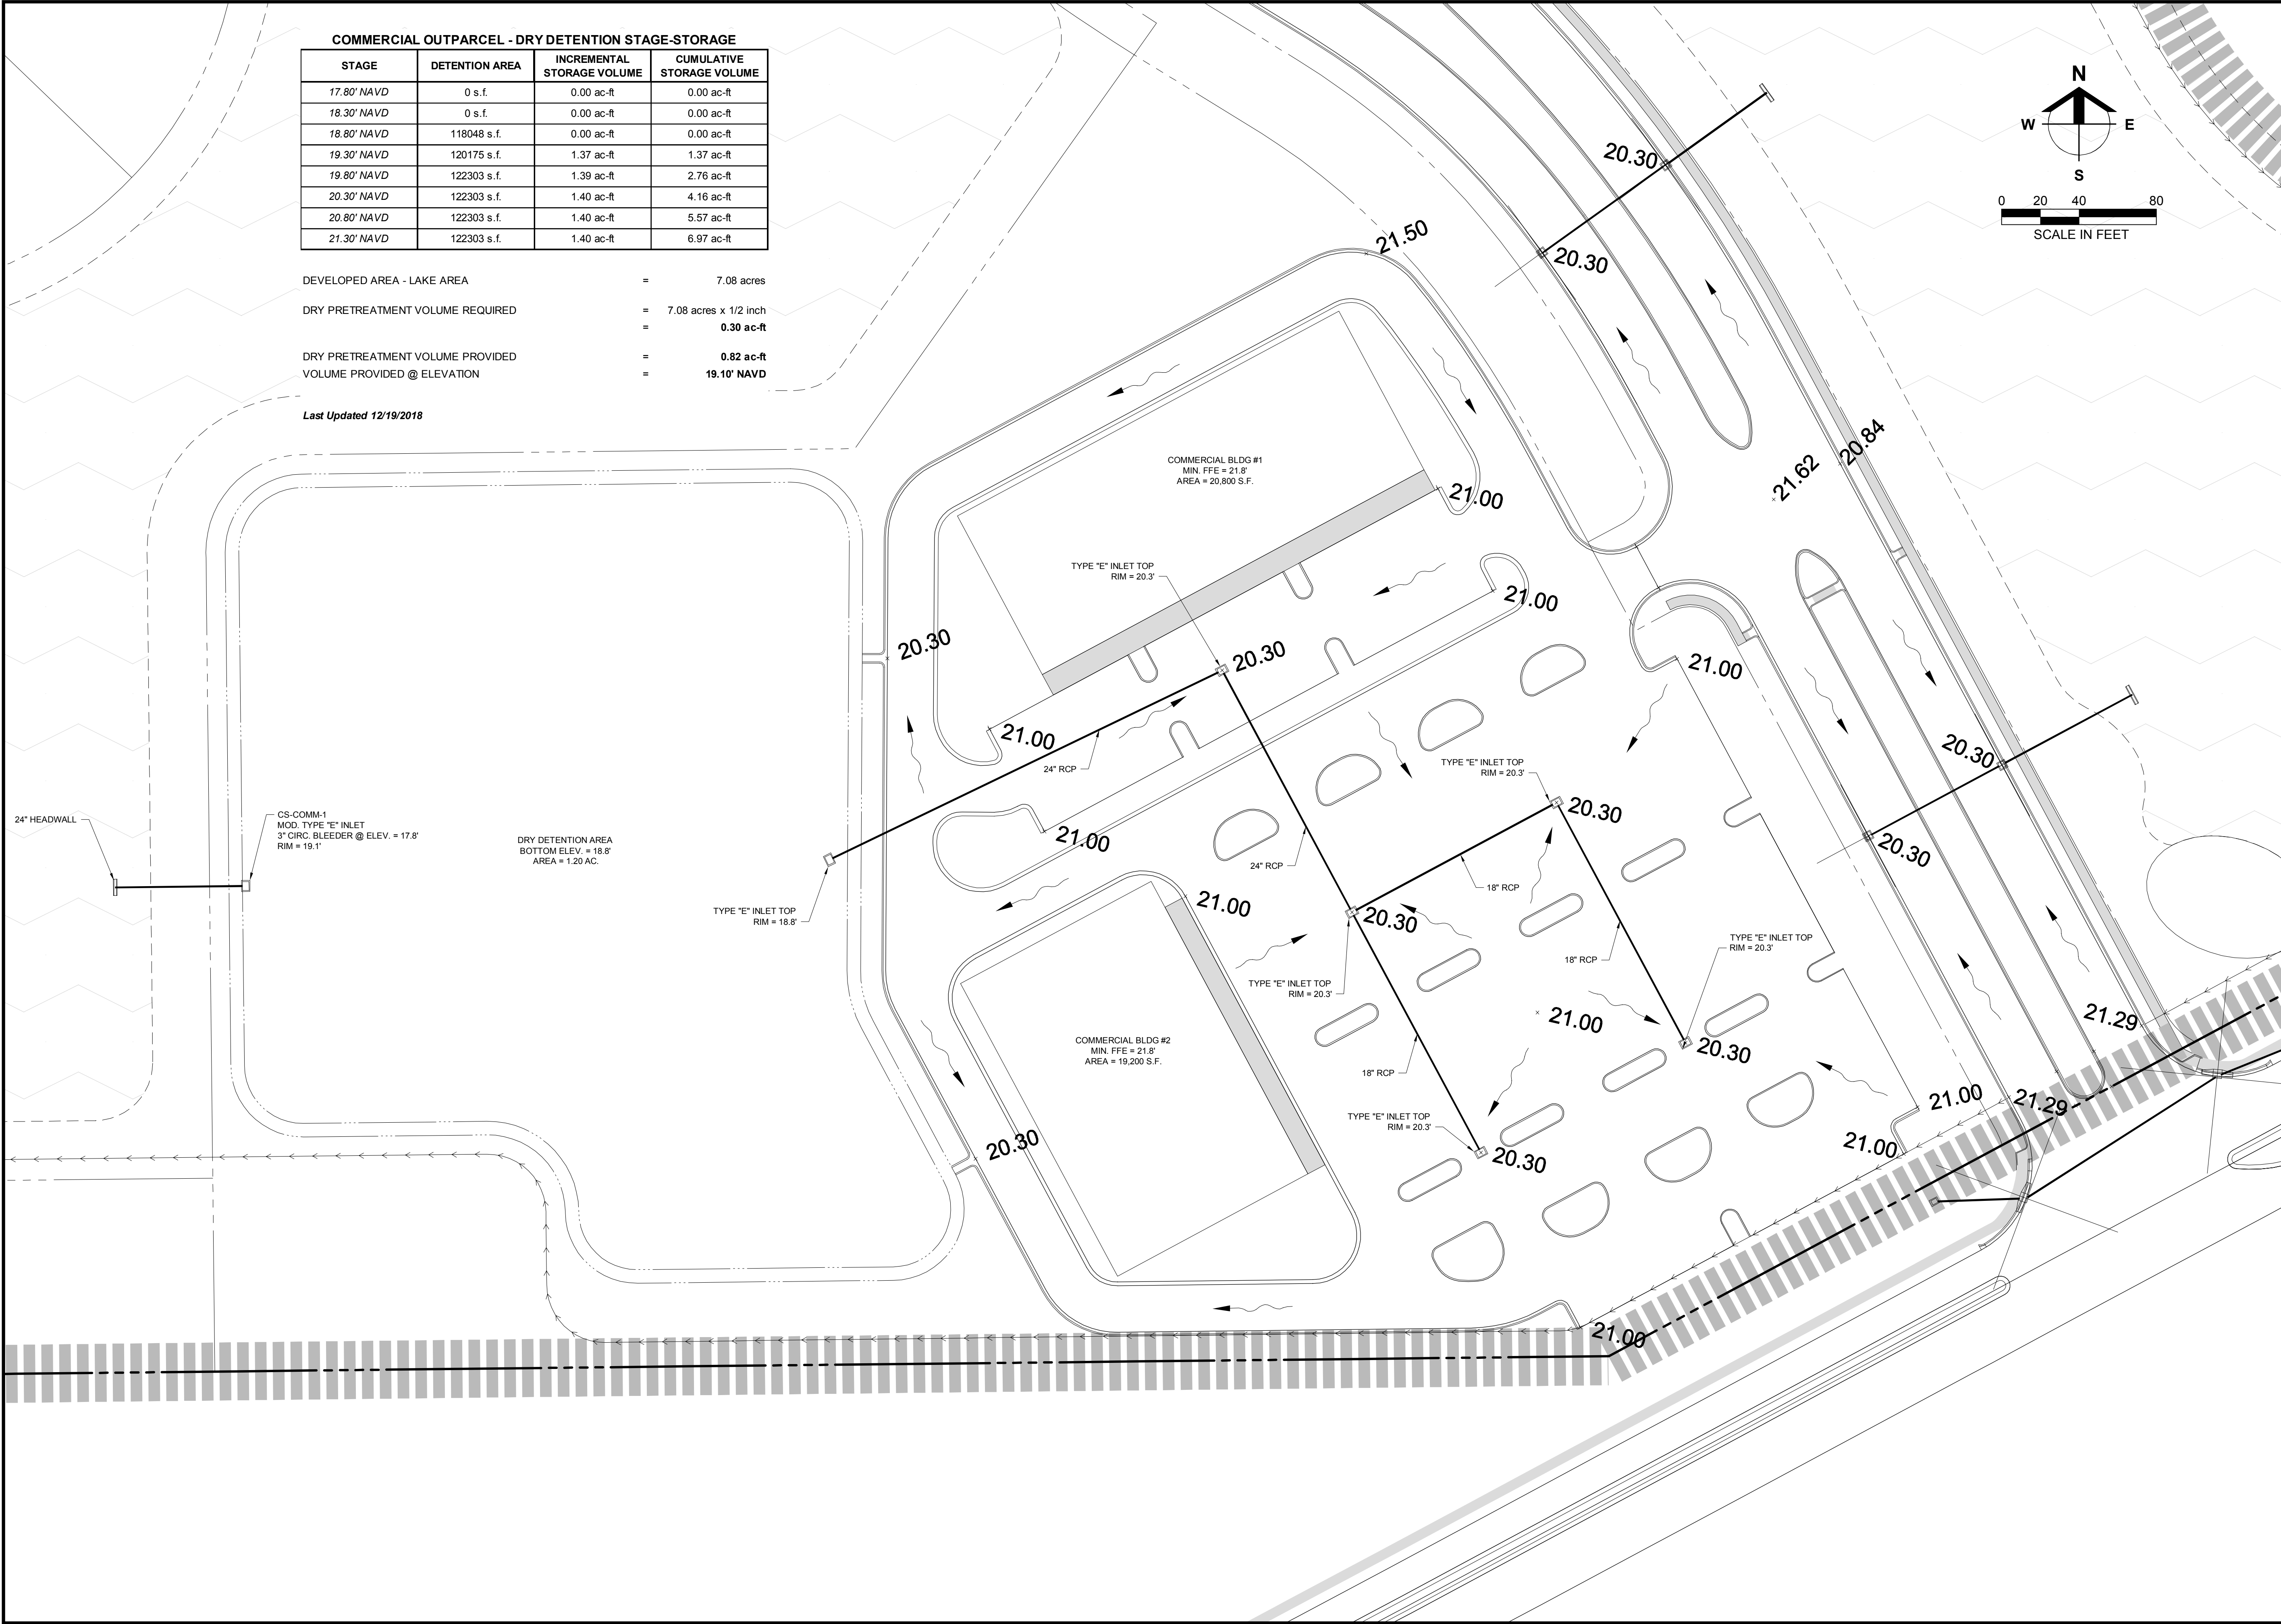 COMMERCIAL OUTPARCEL - DRY DETENTION STAGE-STORAGE
STAGE DETENTION AREA INCREMENTAL STORAGE VOLUME CUMULATIVE STORAGE VOLUME
17.80' NAVD 0 s.f. 0.00 ac-ft 0.00 ac-ft
18.30' NAVD 0 s.f. 0.00 ac-ft 0.00 ac-ft
18.80' NAVD 118048 s.f. 0.00 ac-ft 0.00 ac-ft
19.30' NAVD 120175 s.f. 1.37 ac-ft 1.37 ac-ft
19.80' NAVD 122303 s.f. 1.39 ac-ft 2.76 ac-ft
20.30' NAVD 122303 s.f. 1.40 ac-ft 4.16 ac-ft
20.80' NAVD 122303 s.f. 1.40 ac-ft 5.57 ac-ft
21.30' NAVD 122303 s.f. 1.40 ac-ft 6.97 ac-ft
DEVELOPED AREA - LAKE AREA = 7.08 acres
DRY PRETREATMENT VOLUME REQUIRED = 7.08 acres x 1/2 inch
= 0.30 ac-ft
DRY PRETREATMENT VOLUME PROVIDED = 0.82 ac-ft
VOLUME PROVIDED @ ELEVATION = 19.10' NAVD
Last Updated 12/19/2018
N
W E
S
0 20 40 80
SCALE IN FEET
20.30
21.50
20.30
21.62
20.84
COMMERCIAL BLDG #1
MIN. FFE = 21.8'
AREA = 20,800 S.F.
21.00
TYPE "E" INLET TOP
RIM = 20.3'
21.00
20.30
20.30
21.00
21.00
24" RCP
20.30
TYPE "E" INLET TOP
RIM = 20.3'
20.30
24" HEADWALL
CS-COMM-1
MOD. TYPE "E" INLET
3" CIRC. BLEEDER @ ELEV. = 17.8'
RIM = 19.1'
DRY DETENTION AREA
BOTTOM ELEV. = 18.8'
AREA = 1.20 AC.
21.00
20.30
24" RCP
18" RCP
21.00
TYPE "E" INLET TOP
RIM = 18.8'
20.30
TYPE "E" INLET TOP
RIM = 20.3'
18" RCP
TYPE "E" INLET TOP
RIM = 20.3'
21.00
21.29
COMMERCIAL BLDG #2
MIN. FFE = 21.8'
AREA = 19,200 S.F.
20.30
18" RCP
21.00
21.29
TYPE "E" INLET TOP
RIM = 20.3'
20.30
20.30
21.00
21.00